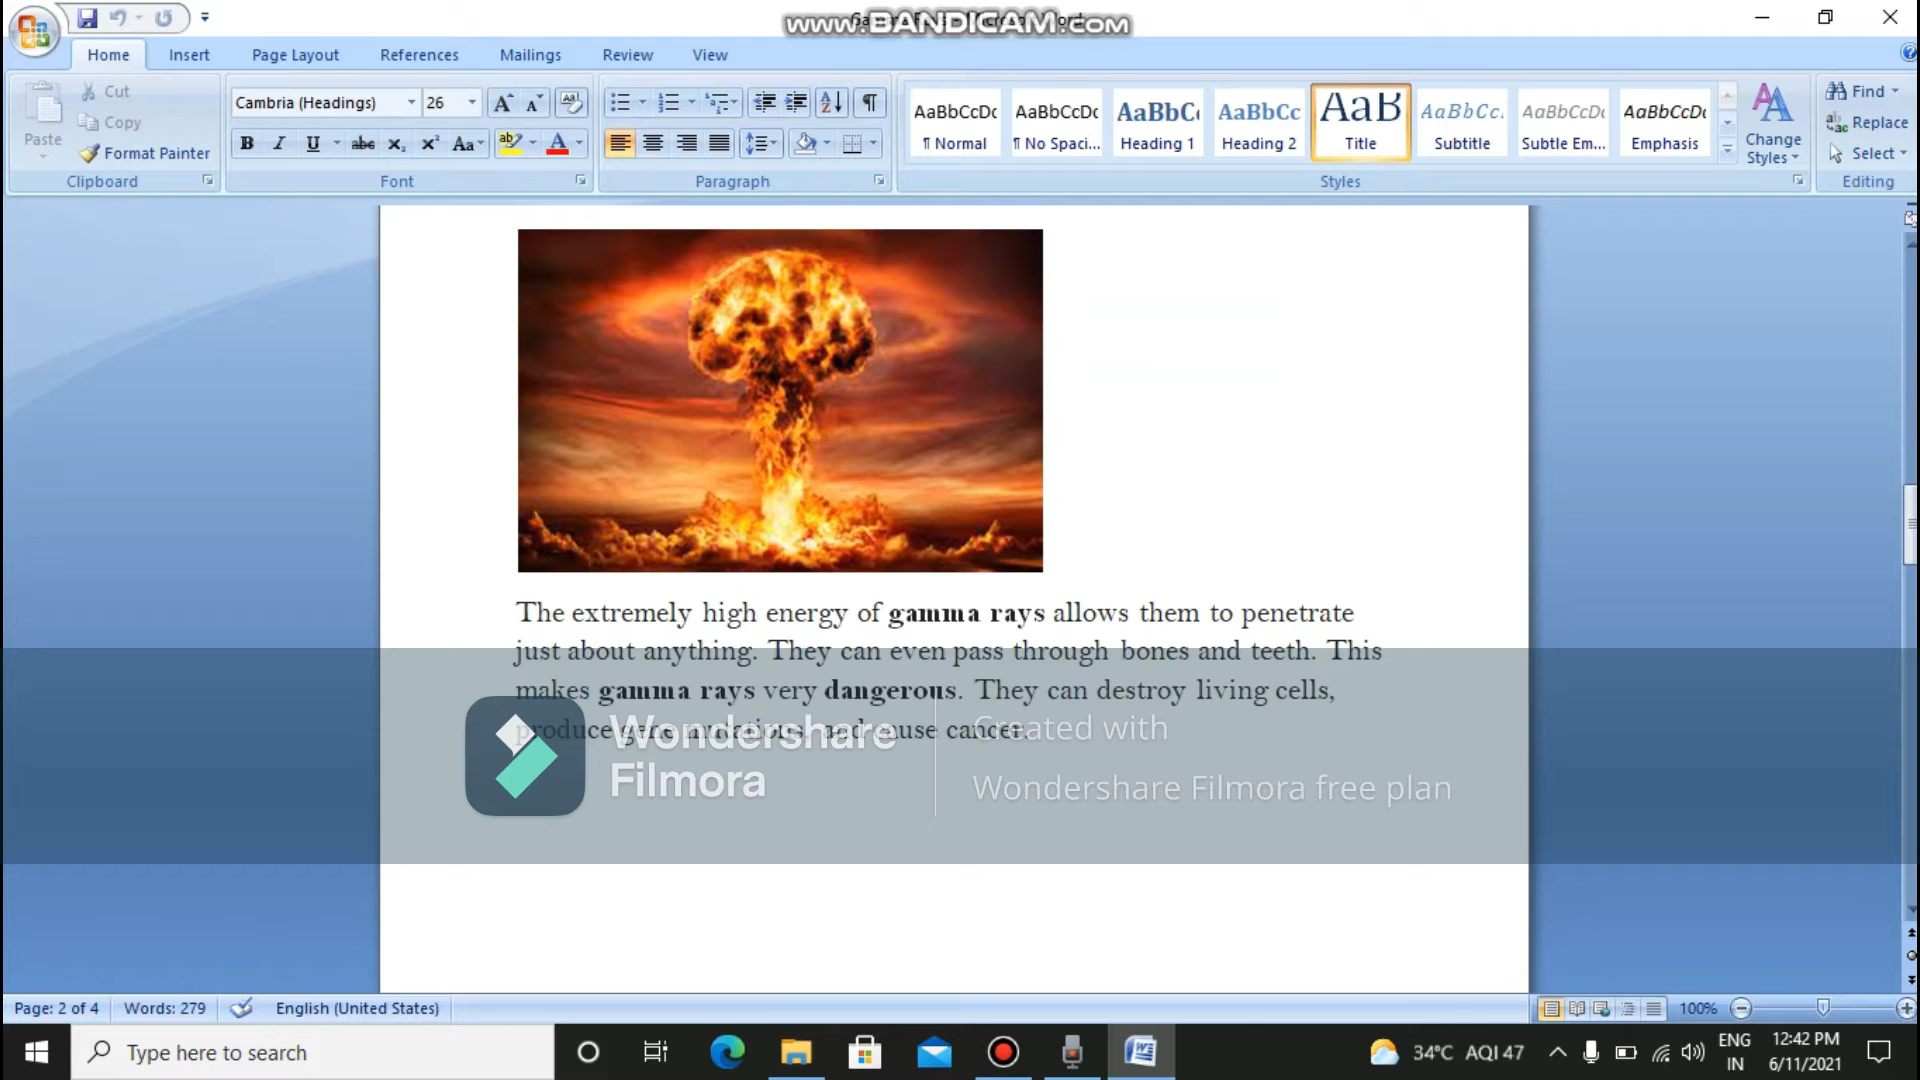 www.BANDICAM.com
Home Insert Page Layout References Mailings Review View
Paste
Cut
Copy
Format Painter
Clipboard
Cambria (Headings) 26
Font
Paragraph
AaBbCcDc AaBbCcDc AaBbC AaBbCc AaB AaBbCc. AaBbCcDc AaBbCcDc
¶ Normal ¶ No Spaci... Heading 1 Heading 2 Title Subtitle Subtle Em... Emphasis
Change
Styles
Styles
Find
Replace
Select
Editing
The extremely high energy of gamma rays allows them to penetrate
just about anything. They can even pass through bones and teeth. This
makes gamma rays very dangerous. They can destroy living cells,
produce gene mutations, and cause cancer.
Wondershare
Filmora
Created with
Wondershare Filmora free plan
Page: 2 of 4 Words: 279 English (United States) 100%
Type here to search
34°C AQI 47
ENG
IN
12:42 PM
6/11/2021